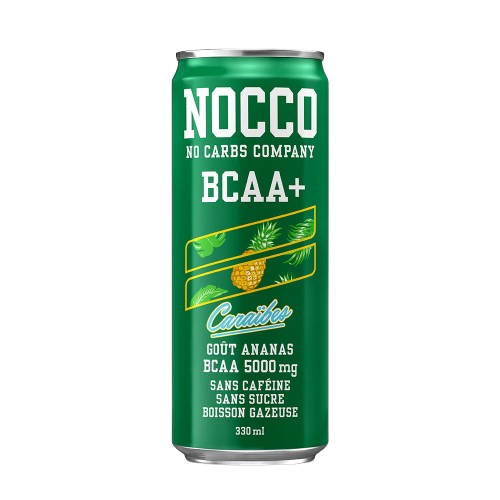 NOCCO
NO CARBS COMPANY
BCAA+
Caraïbes
GOÛT ANANAS
BCAA 5000 mg
SANS CAFÉINE
SANS SUCRE
BOISSON GAZEUSE
330 ml